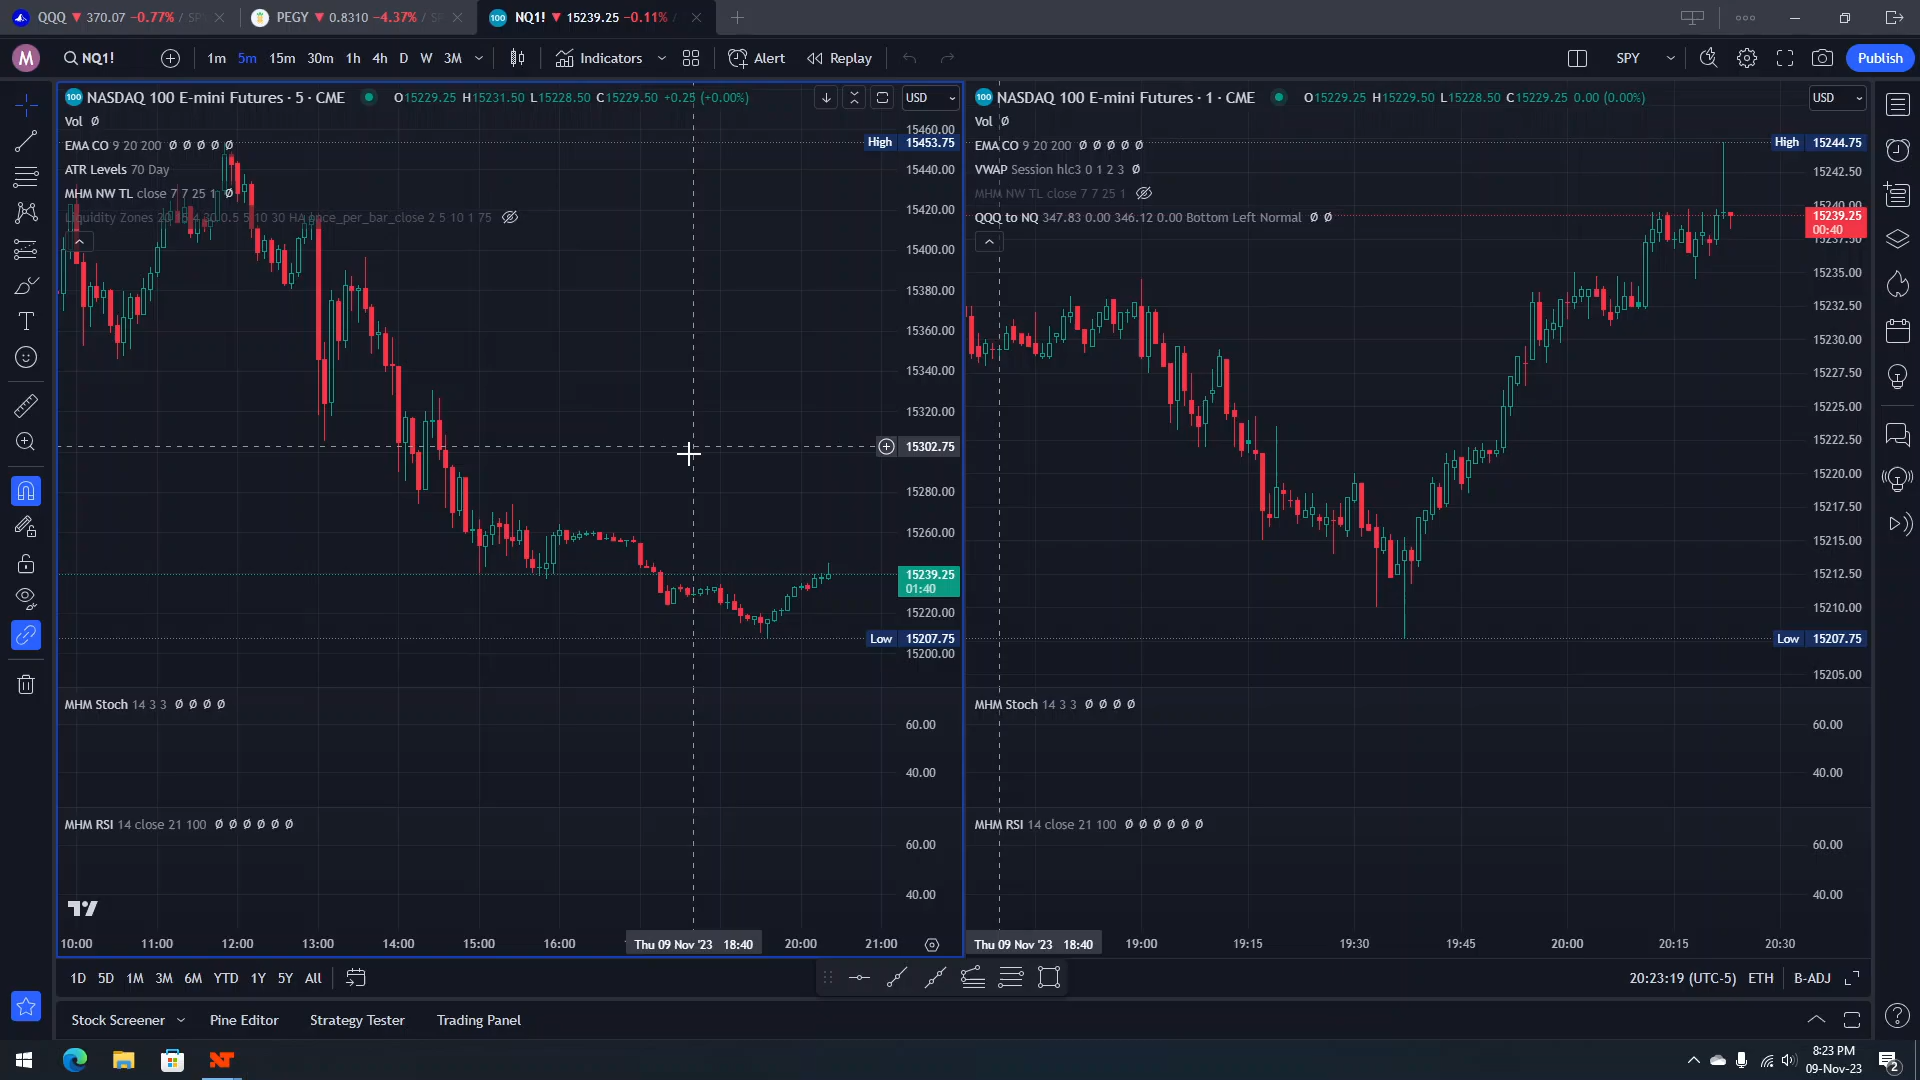 QQQ ▼ 370.07 −0.77% / SP
PEGY ▼ 0.8310 −4.37% / SP
100 NQ1! ▼ 15239.25 −0.11% /
M NQ1! 1m 5m 15m 30m 1h 4h D W 3M Indicators Alert Replay SPY Publish
100 NASDAQ 100 E-mini Futures · 5 · CME O15229.25 H15231.50 L15228.50 C15229.50 +0.25 (+0.00%) USD
Vol Ø
EMA CO 9 20 200 Ø Ø Ø Ø Ø
ATR Levels 70 Day
MHM NW TL close 7 7 25 1 Ø
15460.00
High 15453.75
15440.00
15420.00
15400.00
15380.00
15360.00
15340.00
15320.00
15302.75
15280.00
15260.00
15239.25
01:40
15220.00
Low 15207.75
15200.00
MHM Stoch 14 3 3 Ø Ø Ø Ø
60.00
40.00
MHM RSI 14 close 21 100 Ø Ø Ø Ø Ø Ø
60.00
40.00
10:00 11:00 12:00 13:00 14:00 15:00 16:00 Thu 09 Nov '23 18:40 20:00 21:00
100 NASDAQ 100 E-mini Futures · 1 · CME O15229.25 H15229.50 L15228.50 C15229.25 0.00 (0.00%) USD
Vol Ø
EMA CO 9 20 200 Ø Ø Ø Ø Ø
VWAP Session hlc3 0 1 2 3 Ø
MHM NW TL close 7 7 25 1
QQQ to NQ 347.83 0.00 346.12 0.00 Bottom Left Normal Ø Ø
High 15244.75
15242.50
15240.00
15239.25
00:40
15237.50
15235.00
15232.50
15230.00
15227.50
15225.00
15222.50
15220.00
15217.50
15215.00
15212.50
15210.00
Low 15207.75
15205.00
MHM Stoch 14 3 3 Ø Ø Ø Ø
60.00
40.00
MHM RSI 14 close 21 100 Ø Ø Ø Ø Ø Ø
60.00
40.00
Thu 09 Nov '23 18:40 19:00 19:15 19:30 19:45 20:00 20:15 20:30
1D 5D 1M 3M 6M YTD 1Y 5Y All
20:23:19 (UTC-5) ETH B-ADJ
Stock Screener Pine Editor Strategy Tester Trading Panel
8:23 PM
09-Nov-23
2